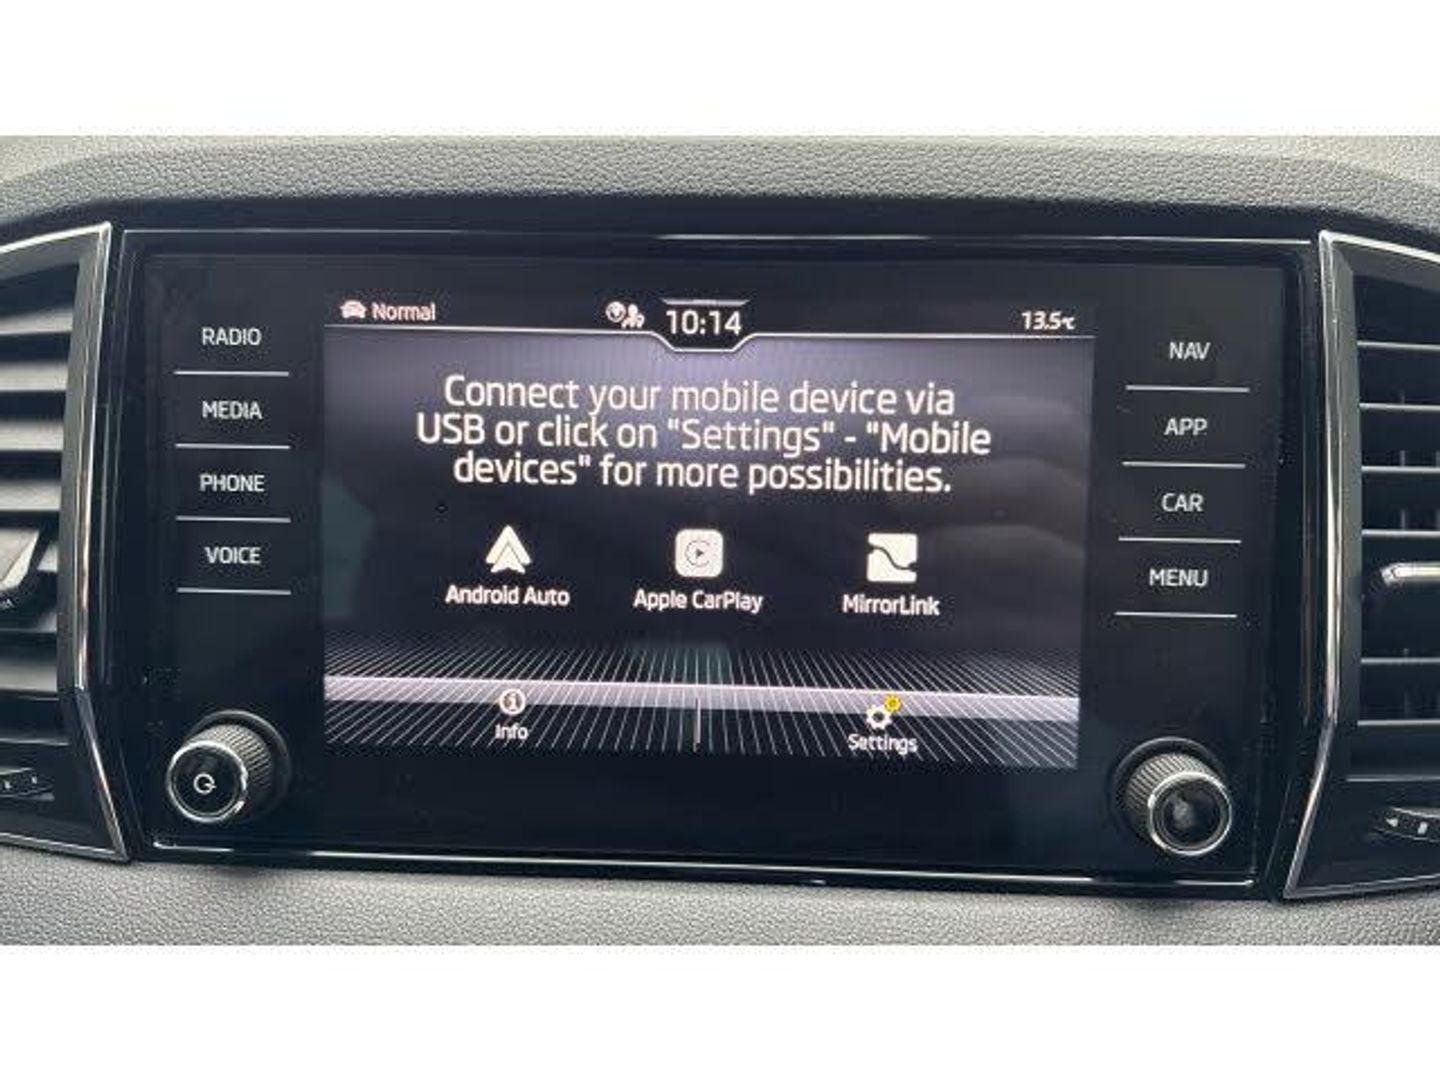 Normal
10:14
13.5°C
RADIO
MEDIA
PHONE
VOICE
Connect your mobile device via
USB or click on "Settings" - "Mobile
devices" for more possibilities.
Android Auto
Apple CarPlay
MirrorLink
Info
Settings
NAV
APP
CAR
MENU